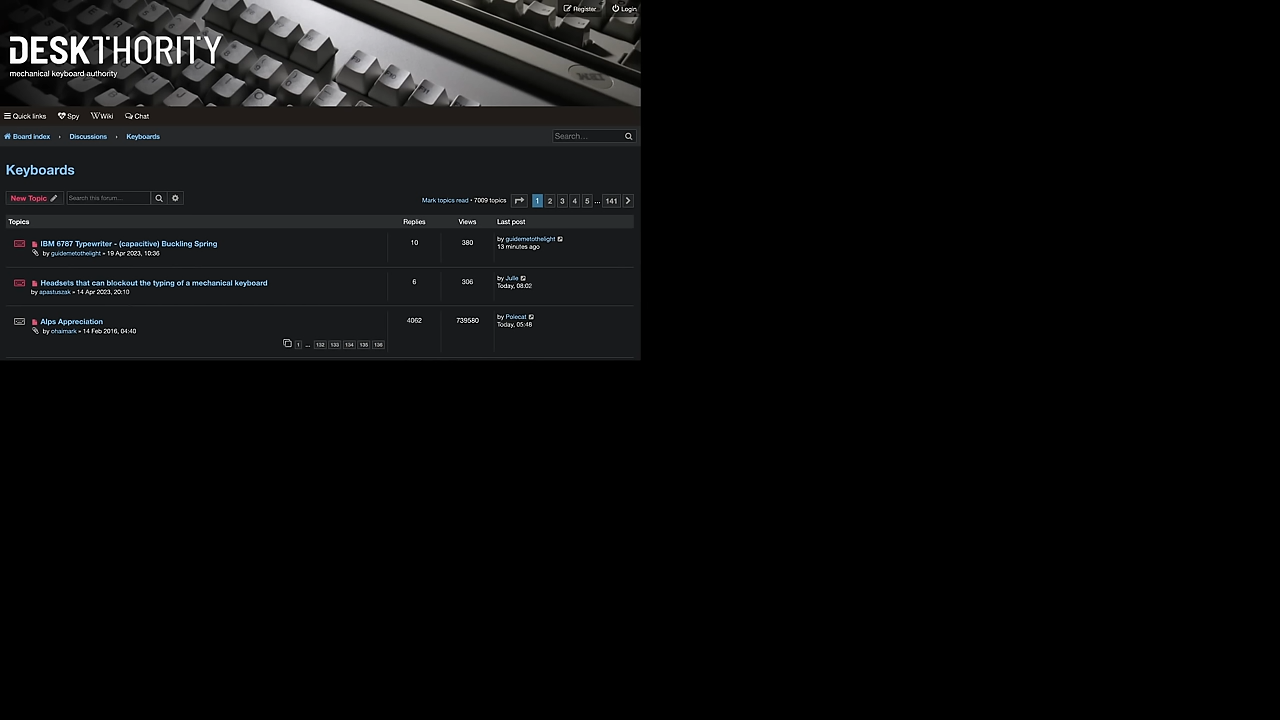 Register
Login
DESKTHORITY
mechanical keyboard authority
Quick links
Spy
Wiki
Chat
Board index
Discussions
Keyboards
Search…
Keyboards
New Topic
Search this forum…
Mark topics read • 7009 topics
1 2 3 4 5 … 141
Topics
Replies
Views
Last post
IBM 6787 Typewriter - (capacitive) Buckling Spring
by guidemetothelight » 19 Apr 2023, 10:36
10
380
by guidemetothelight
13 minutes ago
Headsets that can blockout the typing of a mechanical keyboard
by apastuszak » 14 Apr 2023, 20:10
6
306
by Julle
Today, 08:02
Alps Appreciation
by ohaimark » 14 Feb 2016, 04:40
1 … 132 133 134 135 136
4062
739580
by Polecat
Today, 05:48